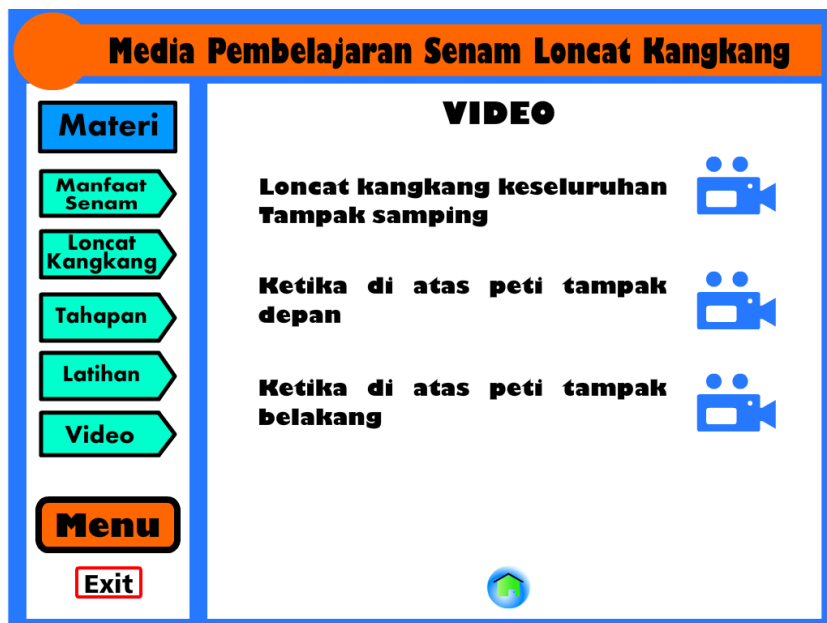 Media Pembelajaran Senam Loncat Kangkang
Materi
Manfaat
Senam
Loncat
Kangkang
Tahapan
Latihan
Video
Menu
Exit
VIDEO
Loncat kangkang keseluruhan
Tampak samping
Ketika di atas peti tampak
depan
Ketika di atas peti tampak
belakang